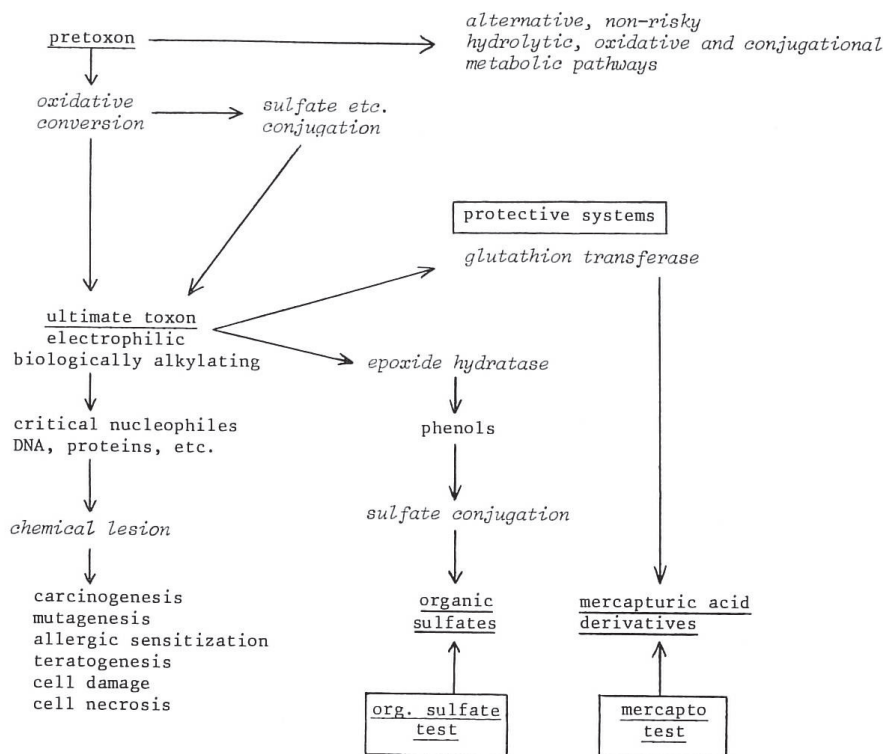 pretoxon
alternative, non-risky
hydrolytic, oxidative and conjugational
metabolic pathways
oxidative
conversion
sulfate etc.
conjugation
protective systems
glutathion transferase
ultimate toxon
electrophilic
biologically alkylating
epoxide hydratase
critical nucleophiles
DNA, proteins, etc.
phenols
chemical lesion
sulfate conjugation
carcinogenesis
mutagenesis
allergic sensitization
teratogenesis
cell damage
cell necrosis
organic
sulfates
mercapturic acid
derivatives
org. sulfate
test
mercapto
test